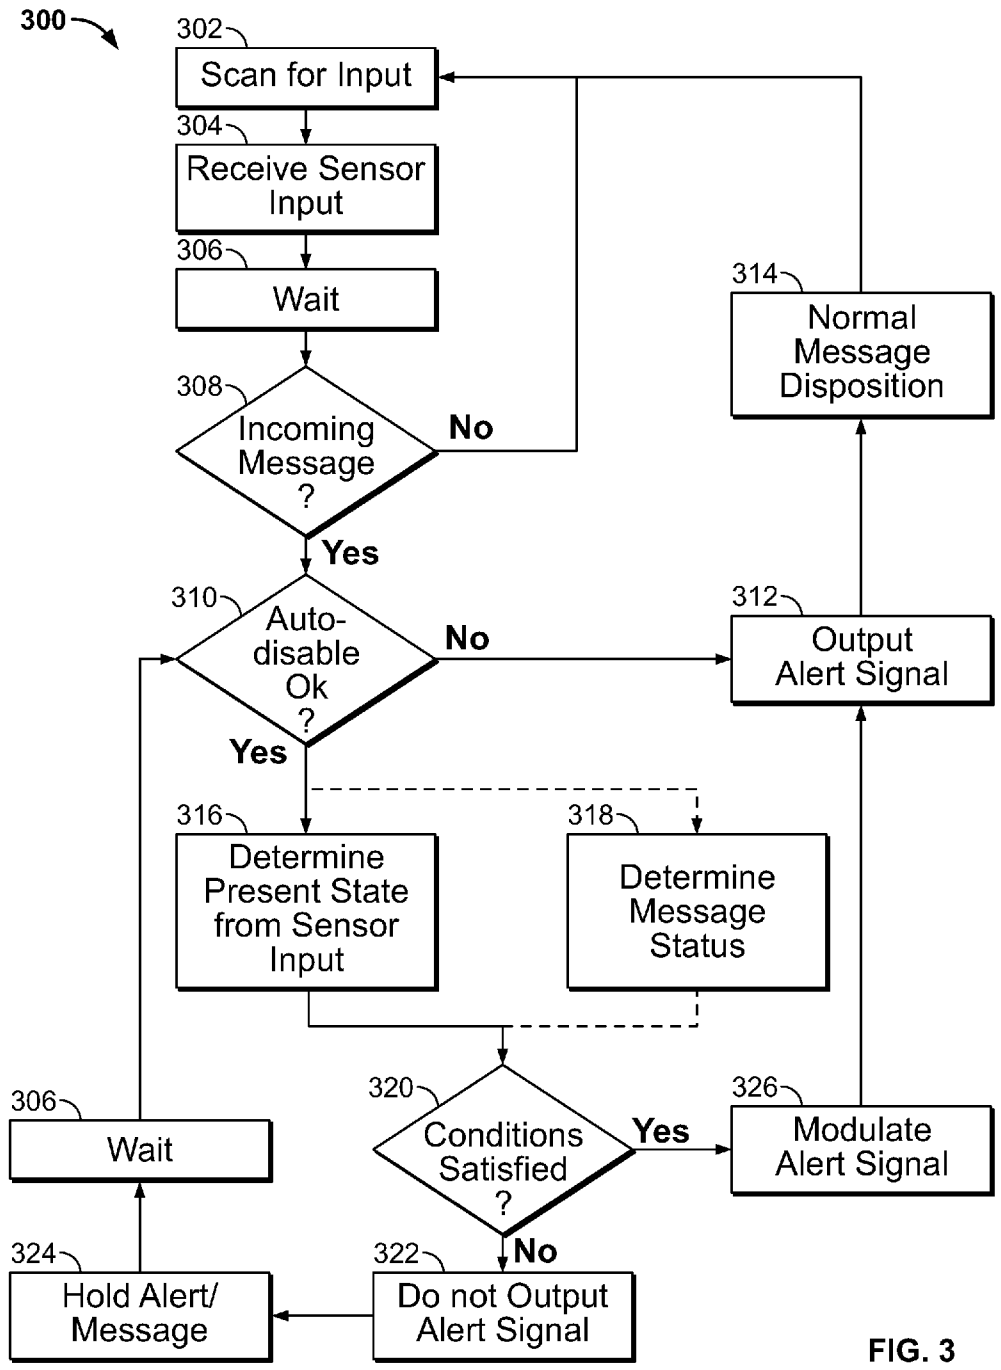 300
302
Scan for Input
304
Receive Sensor
Input
306
Wait
308
Incoming
Message
?
No
Yes
310
Auto-
disable
Ok
?
No
Yes
312
Output
Alert Signal
314
Normal
Message
Disposition
316
Determine
Present State
from Sensor
Input
318
Determine
Message
Status
320
Conditions
Satisfied
?
Yes
No
326
Modulate
Alert Signal
322
Do not Output
Alert Signal
324
Hold Alert/
Message
306
Wait
FIG. 3